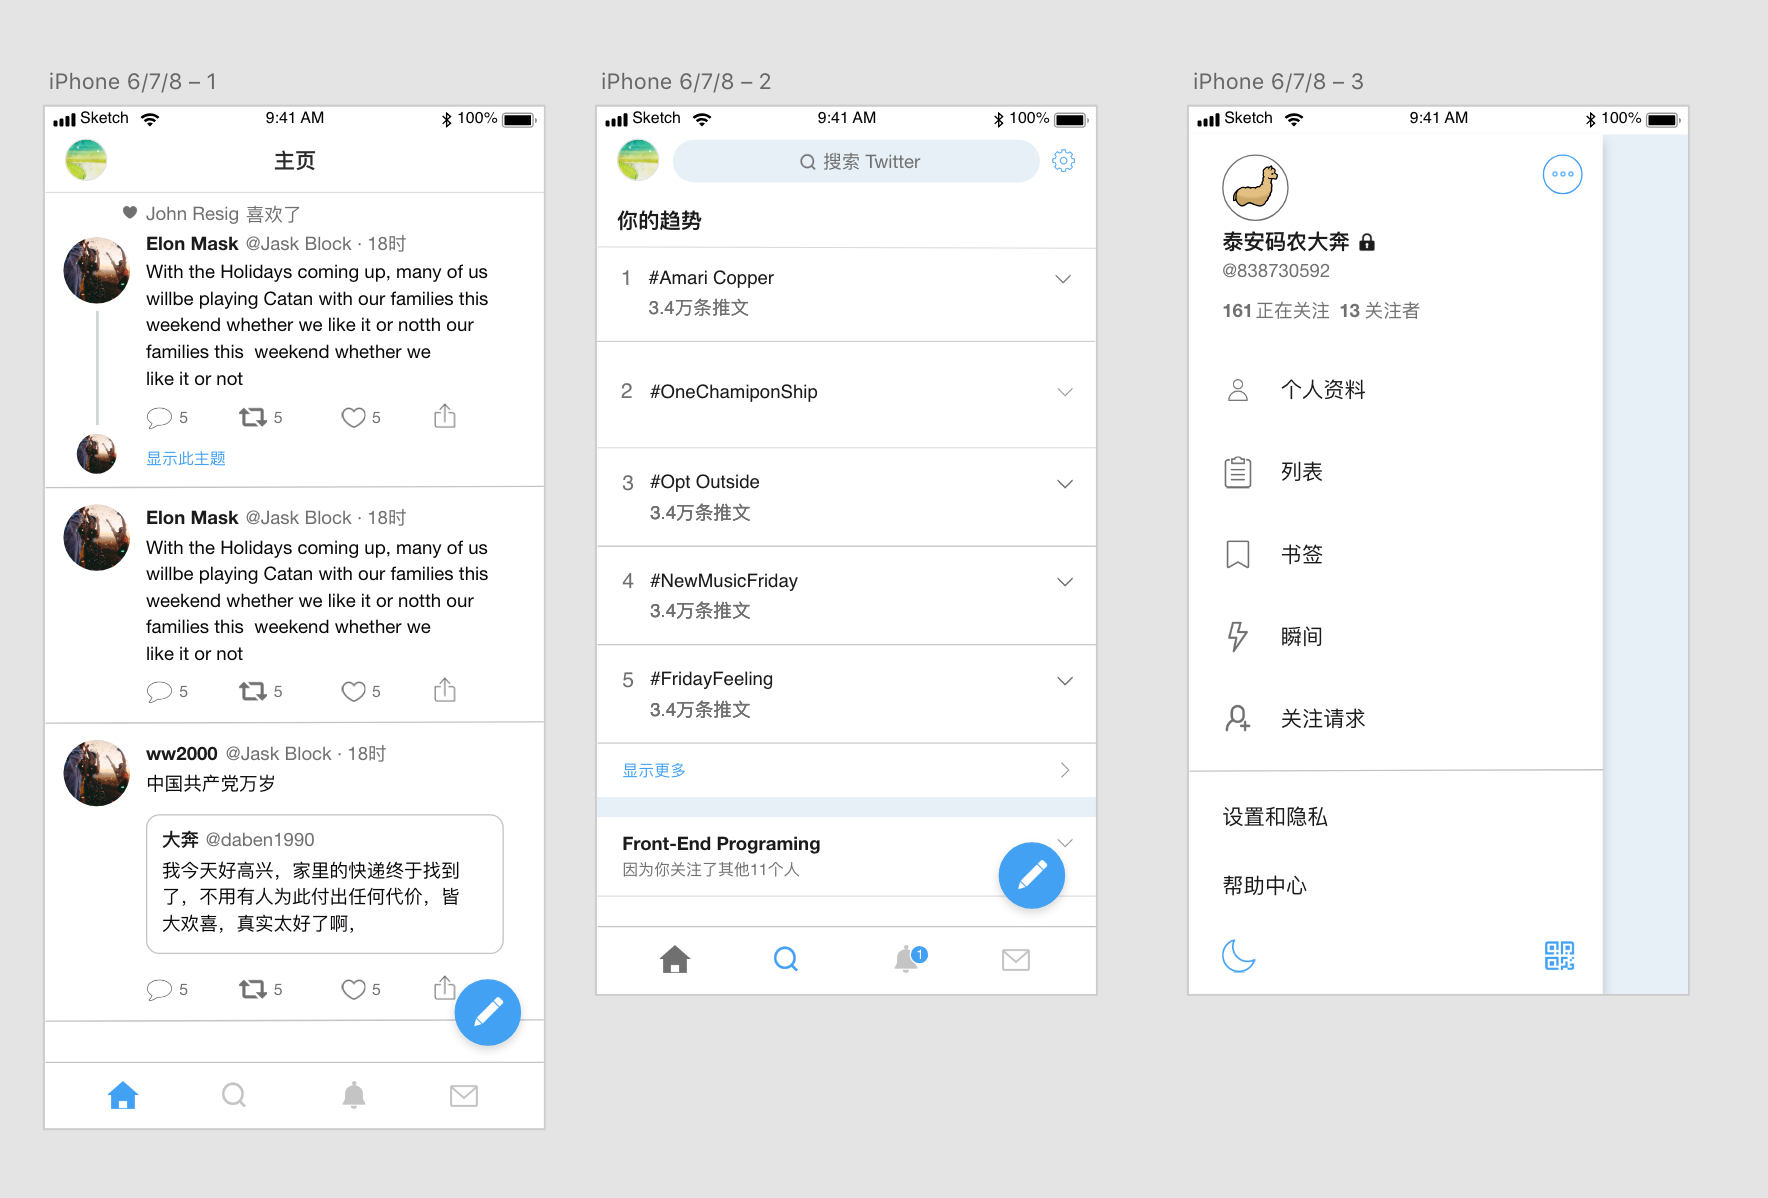 iPhone 6/7/8 – 1
Sketch 9:41 AM 100%
主页
John Resig 喜欢了
Elon Mask @Jask Block · 18时
With the Holidays coming up, many of us
willbe playing Catan with our families this
weekend whether we like it or notth our
families this weekend whether we
like it or not
5 5 5
显示此主题
Elon Mask @Jask Block · 18时
With the Holidays coming up, many of us
willbe playing Catan with our families this
weekend whether we like it or notth our
families this weekend whether we
like it or not
5 5 5
ww2000 @Jask Block · 18时
中国共产党万岁
大奔 @daben1990
我今天好高兴，家里的快递终于找到
了，不用有人为此付出任何代价，皆
大欢喜，真实太好了啊，
5 5 5
iPhone 6/7/8 – 2
Sketch 9:41 AM 100%
搜索 Twitter
你的趋势
1 #Amari Copper
3.4万条推文
2 #OneChamiponShip
3 #Opt Outside
3.4万条推文
4 #NewMusicFriday
3.4万条推文
5 #FridayFeeling
3.4万条推文
显示更多
Front-End Programing
因为你关注了其他11个人
1
iPhone 6/7/8 – 3
Sketch 9:41 AM 100%
泰安码农大奔
@838730592
161 正在关注 13 关注者
个人资料
列表
书签
瞬间
关注请求
设置和隐私
帮助中心